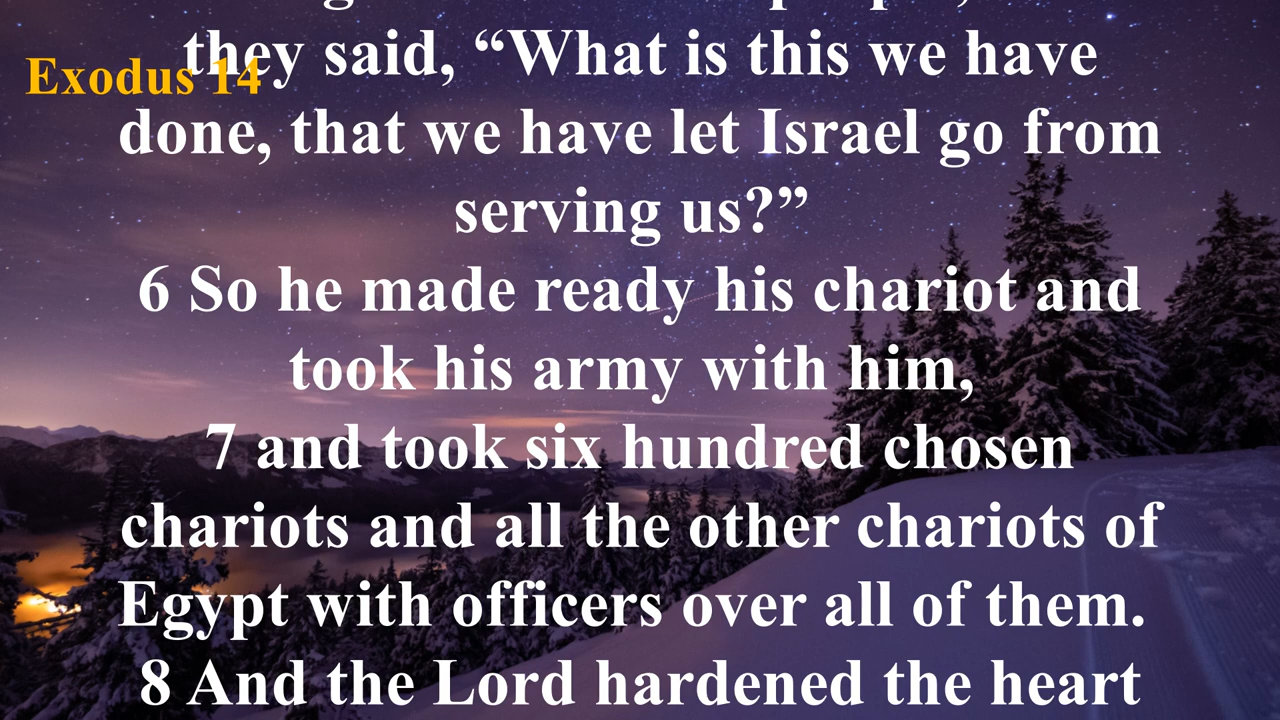 Exodus 14
they said, “What is this we have
done, that we have let Israel go from
serving us?”
6 So he made ready his chariot and
took his army with him,
7 and took six hundred chosen
chariots and all the other chariots of
Egypt with officers over all of them.
8 And the Lord hardened the heart